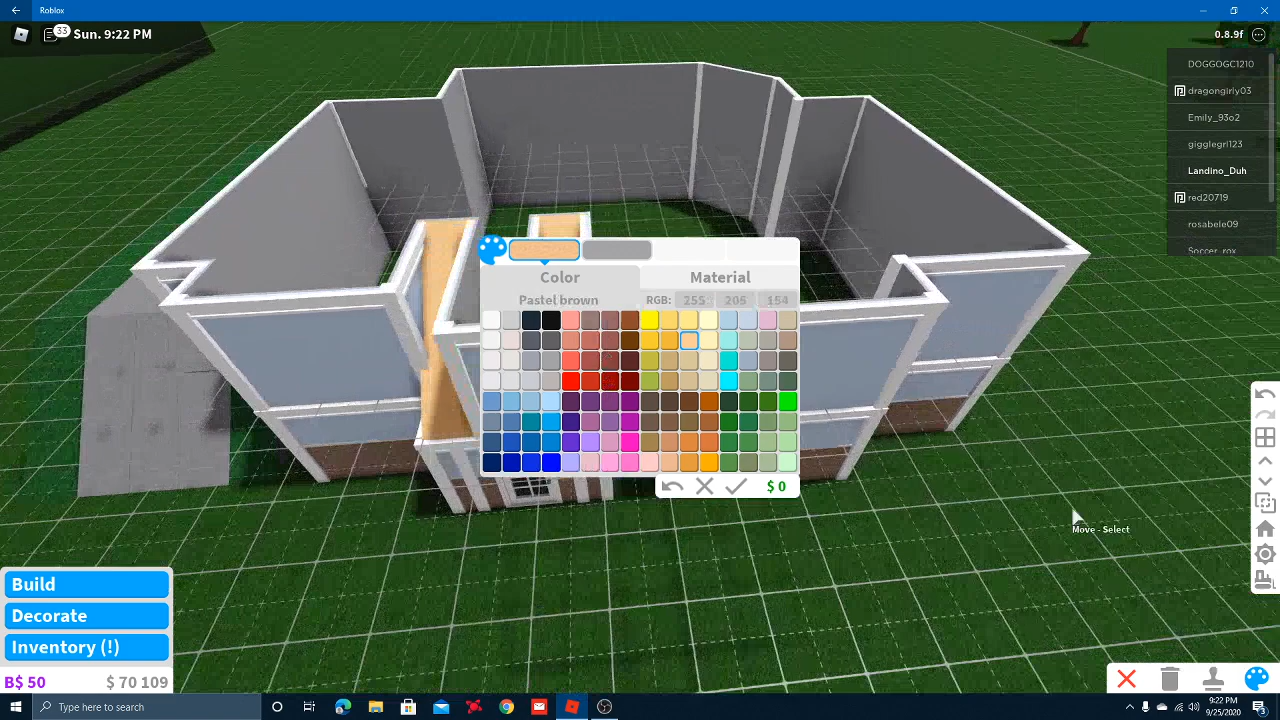 Roblox
33
Sun. 9:22 PM
0.8.9f
DOGGOGC1210
dragongirly03
Emily_93o2
gigglegrl123
Landino_Duh
red20719
rosabele09
Soccer_rox
Color
Material
Pastel brown
RGB: 255 206 154
$ 0
Move - Select
Build
Decorate
Inventory (!)
B$ 50
$ 70 109
Type here to search
9:22 PM
9/25/2020
3